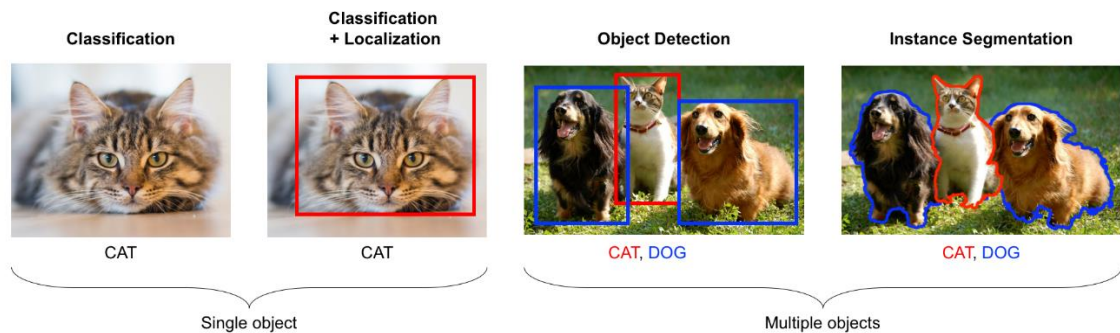 Classification
Classification
+ Localization
Object Detection
Instance Segmentation
CAT
CAT
CAT, DOG
CAT, DOG
Single object
Multiple objects